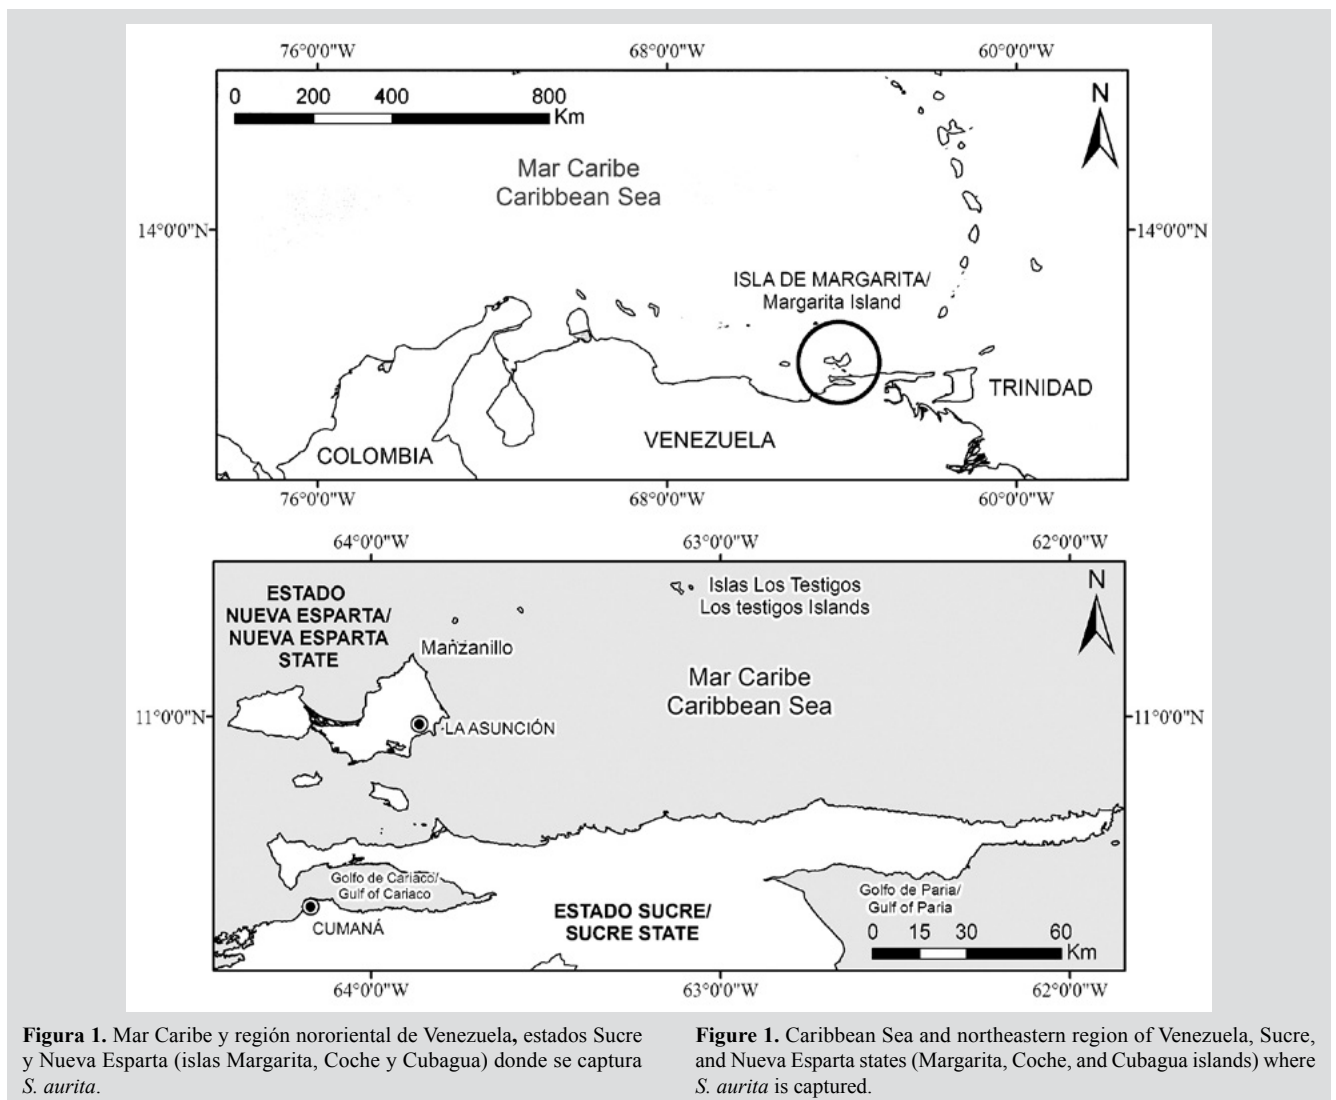 76°0'0"W 68°0'0"W 60°0'0"W
0 200 400 800
Km
N
Mar Caribe
Caribbean Sea
14°0'0"N 14°0'0"N
ISLA DE MARGARITA/
Margarita Island
TRINIDAD
VENEZUELA
COLOMBIA
76°0'0"W 68°0'0"W 60°0'0"W
64°0'0"W 63°0'0"W 62°0'0"W
ESTADO
NUEVA ESPARTA/
NUEVA ESPARTA
STATE
Islas Los Testigos
Los testigos Islands
N
Manzanillo
Mar Caribe
Caribbean Sea
11°0'0"N 11°0'0"N
LA ASUNCIÓN
Golfo de Cariaco/
Gulf of Cariaco
CUMANÁ
ESTADO SUCRE/
SUCRE STATE
Golfo de Paria/
Gulf of Paria
0 15 30 60
Km
64°0'0"W 63°0'0"W 62°0'0"W
Figura 1. Mar Caribe y región nororiental de Venezuela, estados Sucre
y Nueva Esparta (islas Margarita, Coche y Cubagua) donde se captura
S. aurita.
Figure 1. Caribbean Sea and northeastern region of Venezuela, Sucre,
and Nueva Esparta states (Margarita, Coche, and Cubagua islands) where
S. aurita is captured.